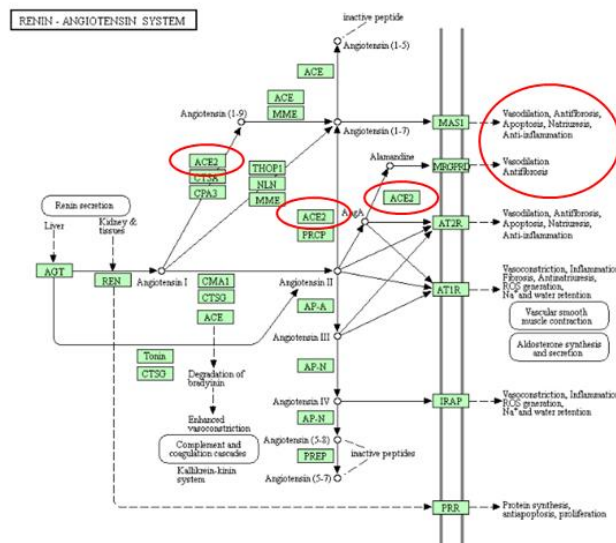 RENIN - ANGIOTENSIN SYSTEM
inactive peptide
Angiotensin (1-5)
ACE
Angiotensin (1-9)
ACE
MME
Angiotensin (1-7)
MAS1
Vasodilation, Antifibrosis,
Apoptosis, Natriuresis,
Anti-inflammation
ACE2
CTSA
CPA3
THOP1
NLN
MME
Alamandine
MRGPRD
Vasodilation
Antifibrosis
Renin secretion
Liver
Kidney &
tissues
ACE2
PRCP
ACE2
AngA
AT2R
Vasodilation, Antifibrosis,
Apoptosis, Natriuresis,
Anti-inflammation
AGT
REN
Angiotensin I
CMA1
CTSG
ACE
Angiotensin II
AT1R
Vasoconstriction, Inflammation
Fibrosis, Antinatriuresis,
ROS generation,
Na+ and water retention
Vascular smooth
muscle contraction
Aldosterone synthesis
and secretion
AP-A
Angiotensin III
Tonin
CTSG
Degradation of
bradyinin
AP-N
Enhanced
vasoconstriction
Angiotensin IV
IRAP
Vasoconstriction, Inflammation
ROS generation,
Na+ and water retention
AP-N
Complement and
coagulation cascades
Kallikrein-kinin
system
Angiotensin (5-8)
PREP
inactive peptides
Angiotensin (5-7)
PRR
Protein synthesis,
antiapoptosis, proliferation